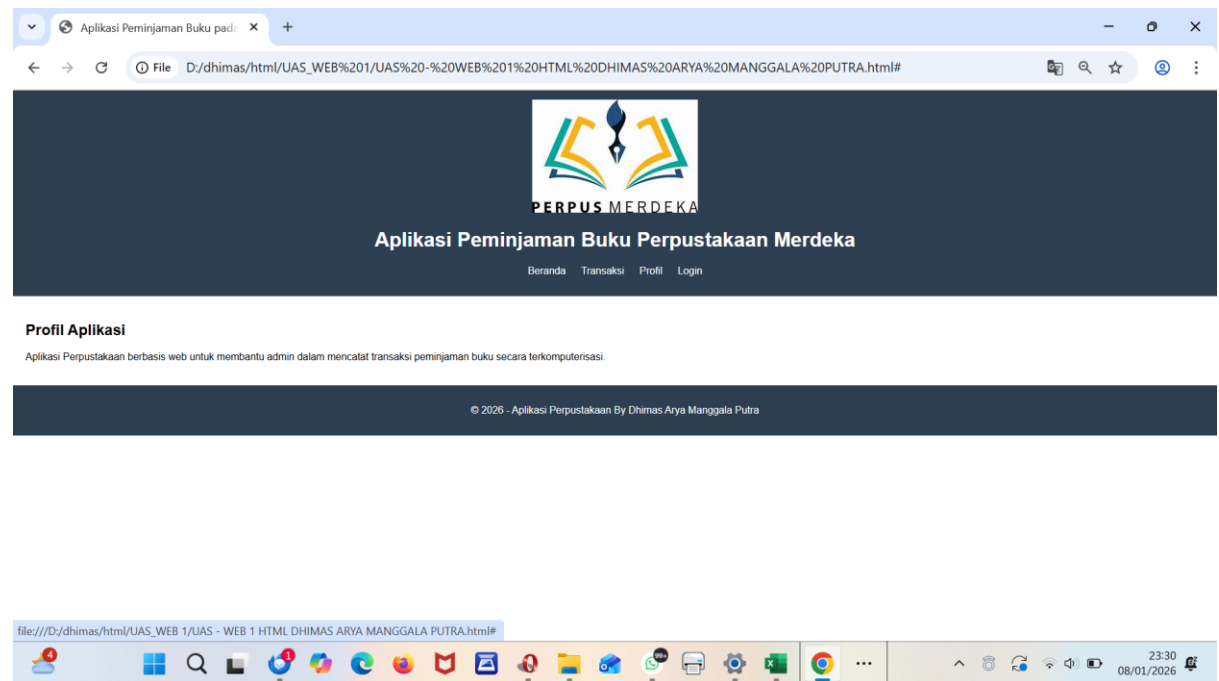 Aplikasi Peminjaman Buku pada
File D:/dhimas/html/UAS_WEB%201/UAS%20-%20WEB%201%20HTML%20DHIMAS%20ARYA%20MANGGALA%20PUTRA.html#
PERPUS MERDEKA
Aplikasi Peminjaman Buku Perpustakaan Merdeka
Beranda Transaksi Profil Login
Profil Aplikasi
Aplikasi Perpustakaan berbasis web untuk membantu admin dalam mencatat transaksi peminjaman buku secara terkomputerisasi.
© 2026 - Aplikasi Perpustakaan By Dhimas Arya Manggala Putra
file:///D:/dhimas/html/UAS_WEB 1/UAS - WEB 1 HTML DHIMAS ARYA MANGGALA PUTRA.html#
4
1
99+
23:30
08/01/2026